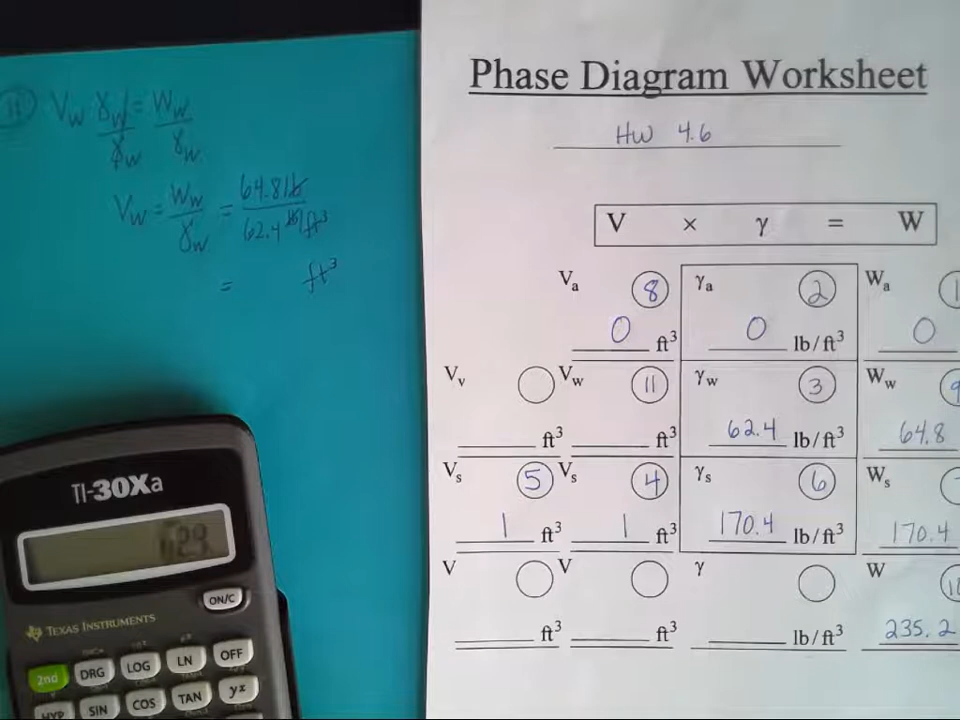 11 Vw γw = Ww
γw γw
Vw = Ww = 64.8 lb
γw 62.4 lb/ft³
= ft³
TI-30Xa
ON/C
TEXAS INSTRUMENTS
2nd DRG LOG LN OFF
HYP SIN COS TAN yx
Phase Diagram Worksheet
HW 4.6
V × γ = W
Va 8 γa 2 Wa
0 ft³ 0 lb/ft³ 0
Vv Vw 11 γw 3 Ww 9
ft³ ft³ 62.4 lb/ft³ 64.8
Vs 5 Vs 4 γs 6 Ws
1 ft³ 1 ft³ 170.4 lb/ft³ 170.4
V V γ W 10
ft³ ft³ lb/ft³ 235.2